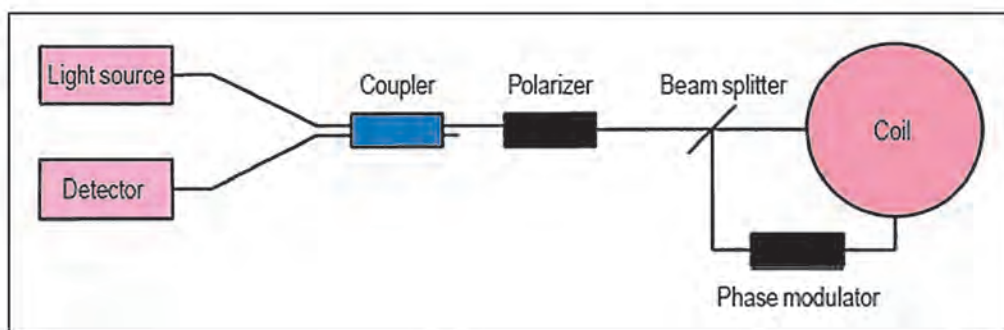 Light source
Coupler
Polarizer
Beam splitter
Coil
Detector
Phase modulator